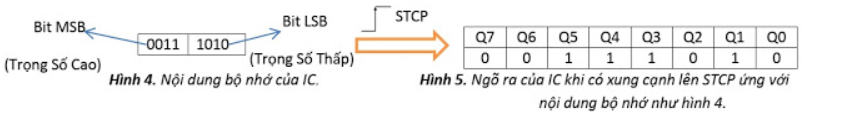 Bit MSB
Bit LSB
STCP
0011 1010
(Trọng Số Cao)
(Trọng Số Thấp)
Hình 4. Nội dung bộ nhớ của IC.
Q7 Q6 Q5 Q4 Q3 Q2 Q1 Q0
0 0 1 1 1 0 1 0
Hình 5. Ngõ ra của IC khi có xung cạnh lên STCP ứng với
nội dung bộ nhớ như hình 4.